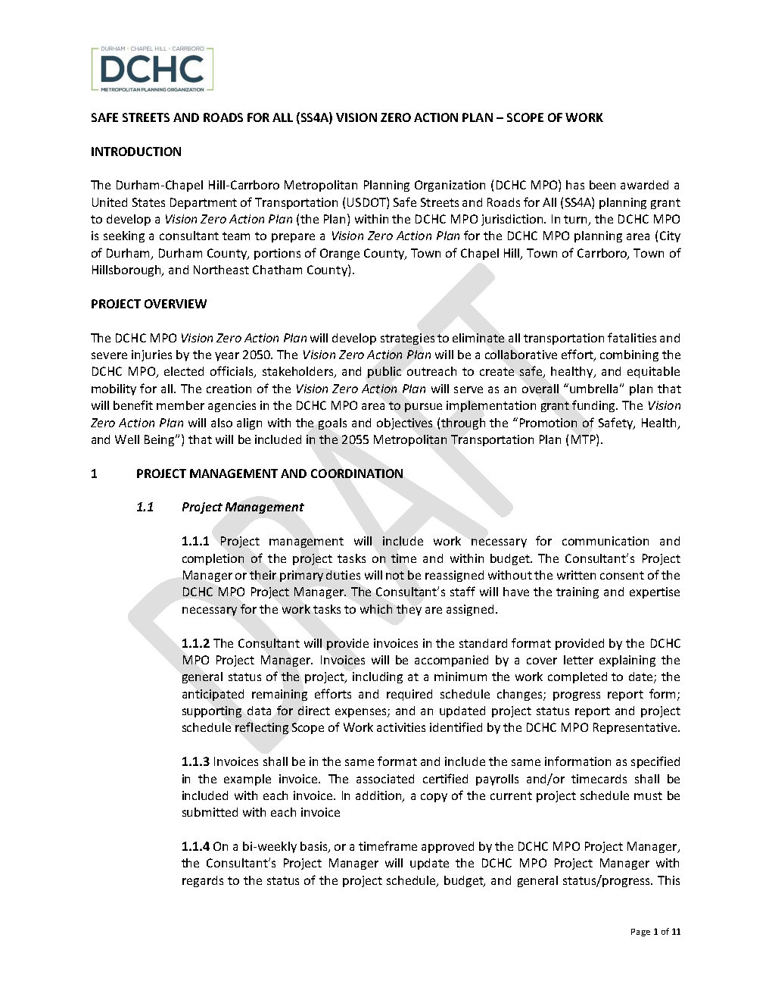 DURHAM · CHAPEL HILL · CARRBORO
DCHC
METROPOLITAN PLANNING ORGANIZATION
SAFE STREETS AND ROADS FOR ALL (SS4A) VISION ZERO ACTION PLAN – SCOPE OF WORK
INTRODUCTION
The Durham-Chapel Hill-Carrboro Metropolitan Planning Organization (DCHC MPO) has been awarded a
United States Department of Transportation (USDOT) Safe Streets and Roads for All (SS4A) planning grant
to develop a Vision Zero Action Plan (the Plan) within the DCHC MPO jurisdiction. In turn, the DCHC MPO
is seeking a consultant team to prepare a Vision Zero Action Plan for the DCHC MPO planning area (City
of Durham, Durham County, portions of Orange County, Town of Chapel Hill, Town of Carrboro, Town of
Hillsborough, and Northeast Chatham County).
PROJECT OVERVIEW
The DCHC MPO Vision Zero Action Plan will develop strategies to eliminate all transportation fatalities and
severe injuries by the year 2050. The Vision Zero Action Plan will be a collaborative effort, combining the
DCHC MPO, elected officials, stakeholders, and public outreach to create safe, healthy, and equitable
mobility for all. The creation of the Vision Zero Action Plan will serve as an overall “umbrella” plan that
will benefit member agencies in the DCHC MPO area to pursue implementation grant funding. The Vision
Zero Action Plan will also align with the goals and objectives (through the “Promotion of Safety, Health,
and Well Being”) that will be included in the 2055 Metropolitan Transportation Plan (MTP).
1 PROJECT MANAGEMENT AND COORDINATION
1.1 Project Management
1.1.1 Project management will include work necessary for communication and
completion of the project tasks on time and within budget. The Consultant’s Project
Manager or their primary duties will not be reassigned without the written consent of the
DCHC MPO Project Manager. The Consultant’s staff will have the training and expertise
necessary for the work tasks to which they are assigned.
1.1.2 The Consultant will provide invoices in the standard format provided by the DCHC
MPO Project Manager. Invoices will be accompanied by a cover letter explaining the
general status of the project, including at a minimum the work completed to date; the
anticipated remaining efforts and required schedule changes; progress report form;
supporting data for direct expenses; and an updated project status report and project
schedule reflecting Scope of Work activities identified by the DCHC MPO Representative.
1.1.3 Invoices shall be in the same format and include the same information as specified
in the example invoice. The associated certified payrolls and/or timecards shall be
included with each invoice. In addition, a copy of the current project schedule must be
submitted with each invoice
1.1.4 On a bi-weekly basis, or a timeframe approved by the DCHC MPO Project Manager,
the Consultant’s Project Manager will update the DCHC MPO Project Manager with
regards to the status of the project schedule, budget, and general status/progress. This
Page 1 of 11
DRAFT